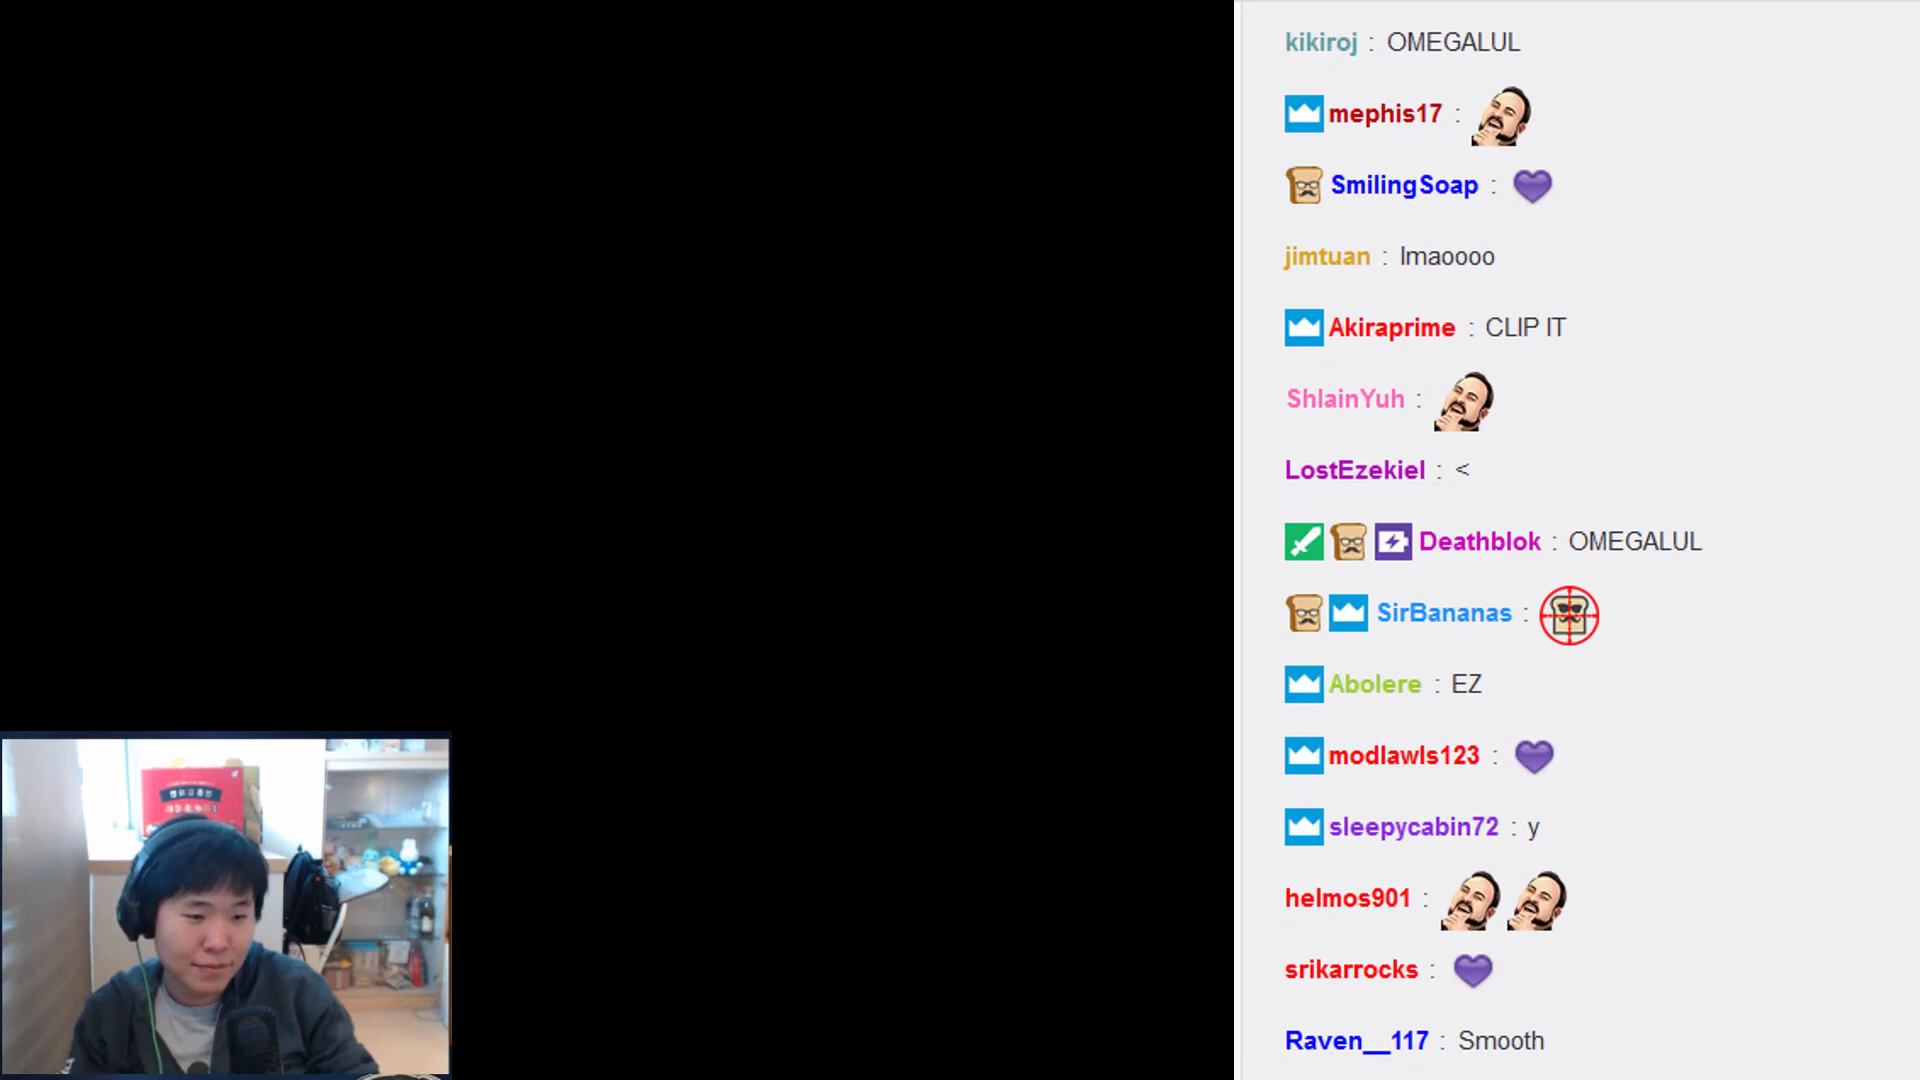 kikiroj : OMEGALUL
mephis17 :
SmilingSoap :
jimtuan : lmaoooo
Akiraprime : CLIP IT
ShlainYuh :
LostEzekiel : <
Deathblok : OMEGALUL
SirBananas :
Abolere : EZ
modlawls123 :
sleepycabin72 : y
helmos901 :
srikarrocks :
Raven__117 : Smooth